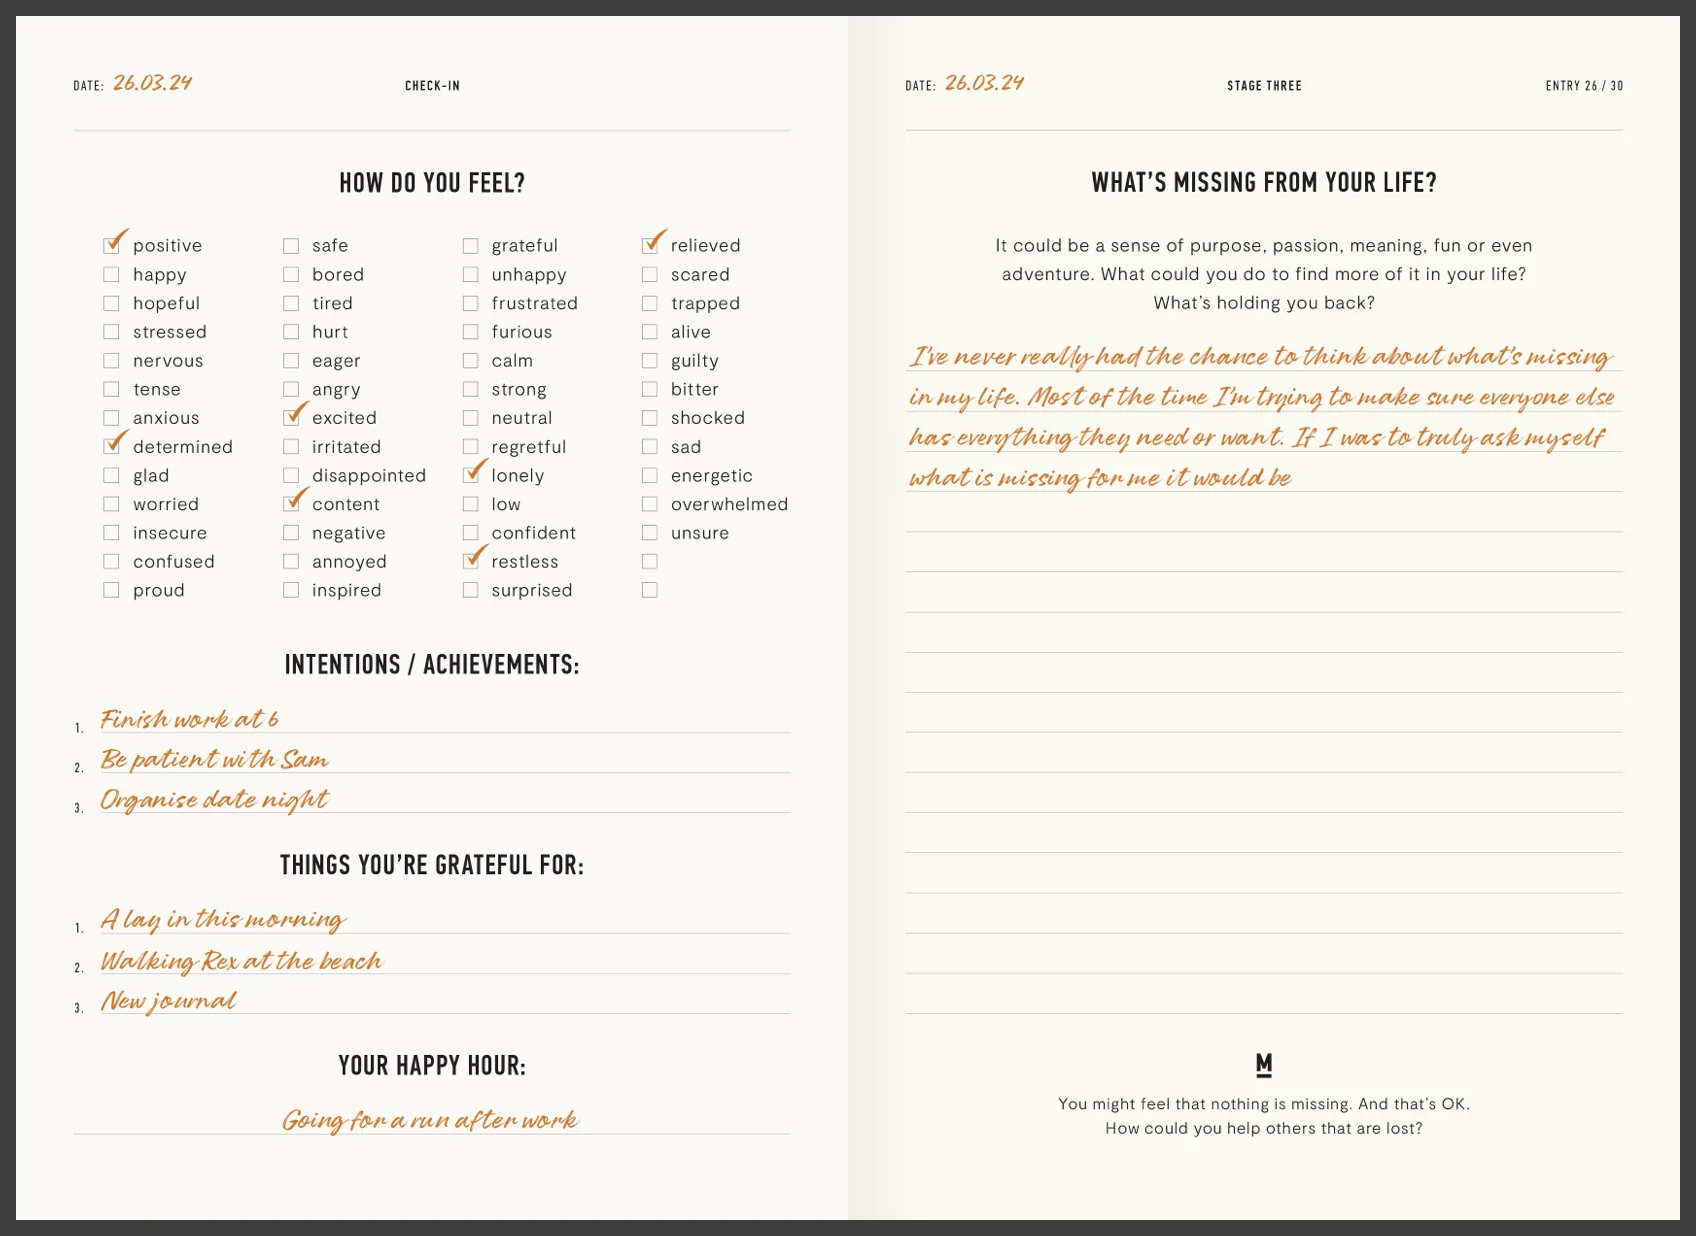 DATE: 26.03.24
CHECK-IN
HOW DO YOU FEEL?
positive
happy
hopeful
stressed
nervous
tense
anxious
determined
glad
worried
insecure
confused
proud
safe
bored
tired
hurt
eager
angry
excited
irritated
disappointed
content
negative
annoyed
inspired
grateful
unhappy
frustrated
furious
calm
strong
neutral
regretful
lonely
low
confident
restless
surprised
relieved
scared
trapped
alive
guilty
bitter
shocked
sad
energetic
overwhelmed
unsure
INTENTIONS / ACHIEVEMENTS:
1. Finish work at 6
2. Be patient with Sam
3. Organise date night
THINGS YOU'RE GRATEFUL FOR:
1. A lay in this morning
2. Walking Rex at the beach
3. New journal
YOUR HAPPY HOUR:
Going for a run after work
DATE: 26.03.24
STAGE THREE
ENTRY 26 / 30
WHAT'S MISSING FROM YOUR LIFE?
It could be a sense of purpose, passion, meaning, fun or even
adventure. What could you do to find more of it in your life?
What's holding you back?
I've never really had the chance to think about what's missing
in my life. Most of the time I'm trying to make sure everyone else
has everything they need or want. If I was to truly ask myself
what is missing for me it would be
M
You might feel that nothing is missing. And that's OK.
How could you help others that are lost?